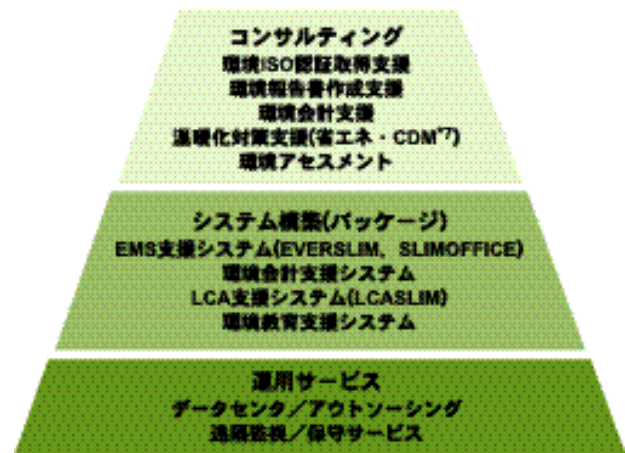 コンサルティング
環境ISO認証取得支援
環境報告書作成支援
環境会計支援
温暖化対策支援(省エネ・CDM*7)
環境アセスメント
システム構築(パッケージ)
EMS支援システム(EVERSLIM、SLIMOFFICE)
環境会計支援システム
LCA支援システム(LCASLIM)
環境教育支援システム
運用サービス
データセンタ／アウトソーシング
遠隔監視／保守サービス